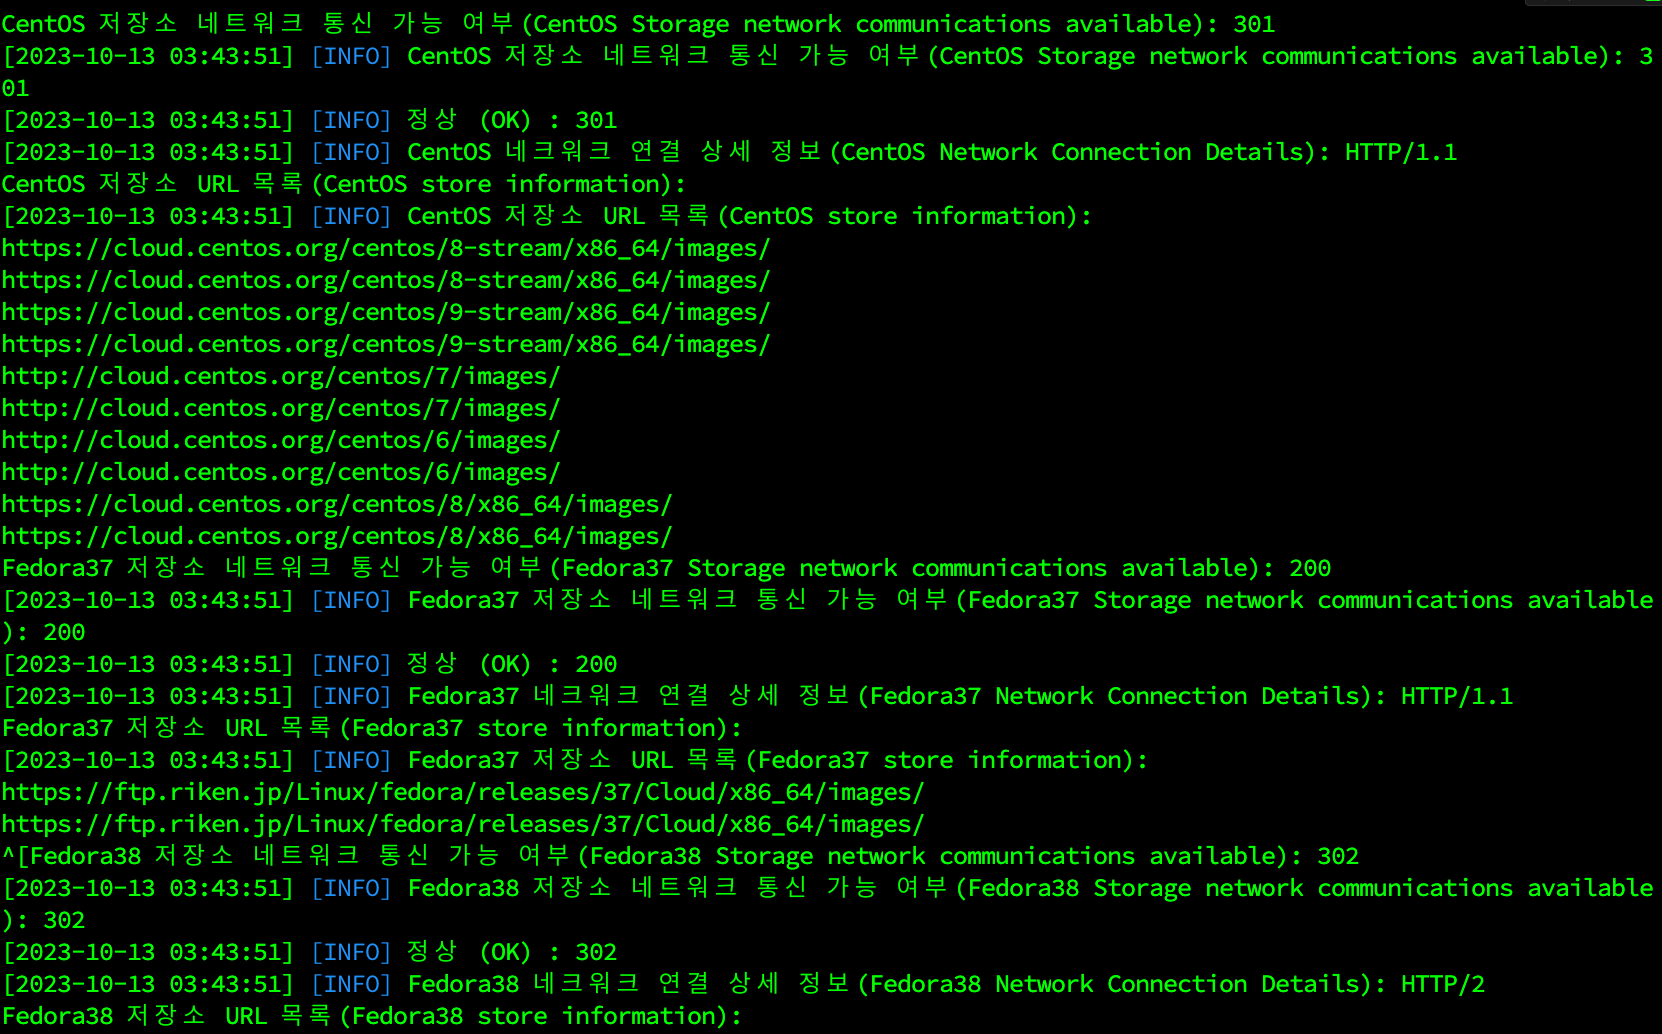 CentOS 저장소 네트워크 통신 가능 여부(CentOS Storage network communications available): 301
[2023-10-13 03:43:51] [INFO] CentOS 저장소 네트워크 통신 가능 여부(CentOS Storage network communications available): 3
01
[2023-10-13 03:43:51] [INFO] 정상 (OK) : 301
[2023-10-13 03:43:51] [INFO] CentOS 네크워크 연결 상세 정보(CentOS Network Connection Details): HTTP/1.1
CentOS 저장소 URL 목록(CentOS store information):
[2023-10-13 03:43:51] [INFO] CentOS 저장소 URL 목록(CentOS store information):
https://cloud.centos.org/centos/8-stream/x86_64/images/
https://cloud.centos.org/centos/8-stream/x86_64/images/
https://cloud.centos.org/centos/9-stream/x86_64/images/
https://cloud.centos.org/centos/9-stream/x86_64/images/
http://cloud.centos.org/centos/7/images/
http://cloud.centos.org/centos/7/images/
http://cloud.centos.org/centos/6/images/
http://cloud.centos.org/centos/6/images/
https://cloud.centos.org/centos/8/x86_64/images/
https://cloud.centos.org/centos/8/x86_64/images/
Fedora37 저장소 네트워크 통신 가능 여부(Fedora37 Storage network communications available): 200
[2023-10-13 03:43:51] [INFO] Fedora37 저장소 네트워크 통신 가능 여부(Fedora37 Storage network communications available
): 200
[2023-10-13 03:43:51] [INFO] 정상 (OK) : 200
[2023-10-13 03:43:51] [INFO] Fedora37 네크워크 연결 상세 정보(Fedora37 Network Connection Details): HTTP/1.1
Fedora37 저장소 URL 목록(Fedora37 store information):
[2023-10-13 03:43:51] [INFO] Fedora37 저장소 URL 목록(Fedora37 store information):
https://ftp.riken.jp/Linux/fedora/releases/37/Cloud/x86_64/images/
https://ftp.riken.jp/Linux/fedora/releases/37/Cloud/x86_64/images/
^[Fedora38 저장소 네트워크 통신 가능 여부(Fedora38 Storage network communications available): 302
[2023-10-13 03:43:51] [INFO] Fedora38 저장소 네트워크 통신 가능 여부(Fedora38 Storage network communications available
): 302
[2023-10-13 03:43:51] [INFO] 정상 (OK) : 302
[2023-10-13 03:43:51] [INFO] Fedora38 네크워크 연결 상세 정보(Fedora38 Network Connection Details): HTTP/2
Fedora38 저장소 URL 목록(Fedora38 store information):